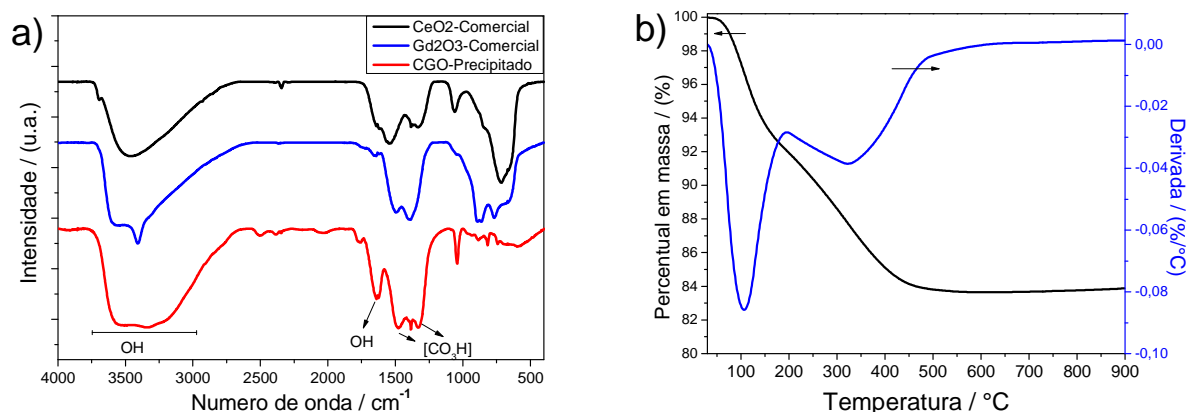 a)
CeO2-Comercial
Gd2O3-Comercial
CGO-Precipitado
Intensidade / (u.a.)
OH
OH
[CO₃H]
4000 3500 3000 2500 2000 1500 1000 500
Numero de onda / cm⁻¹
b)
100
98
96
94
92
90
88
86
84
82
80
Percentual em massa / (%)
0,00
-0,02
-0,04
-0,06
-0,08
-0,10
Derivada / (%/°C)
100 200 300 400 500 600 700 800 900
Temperatura / °C